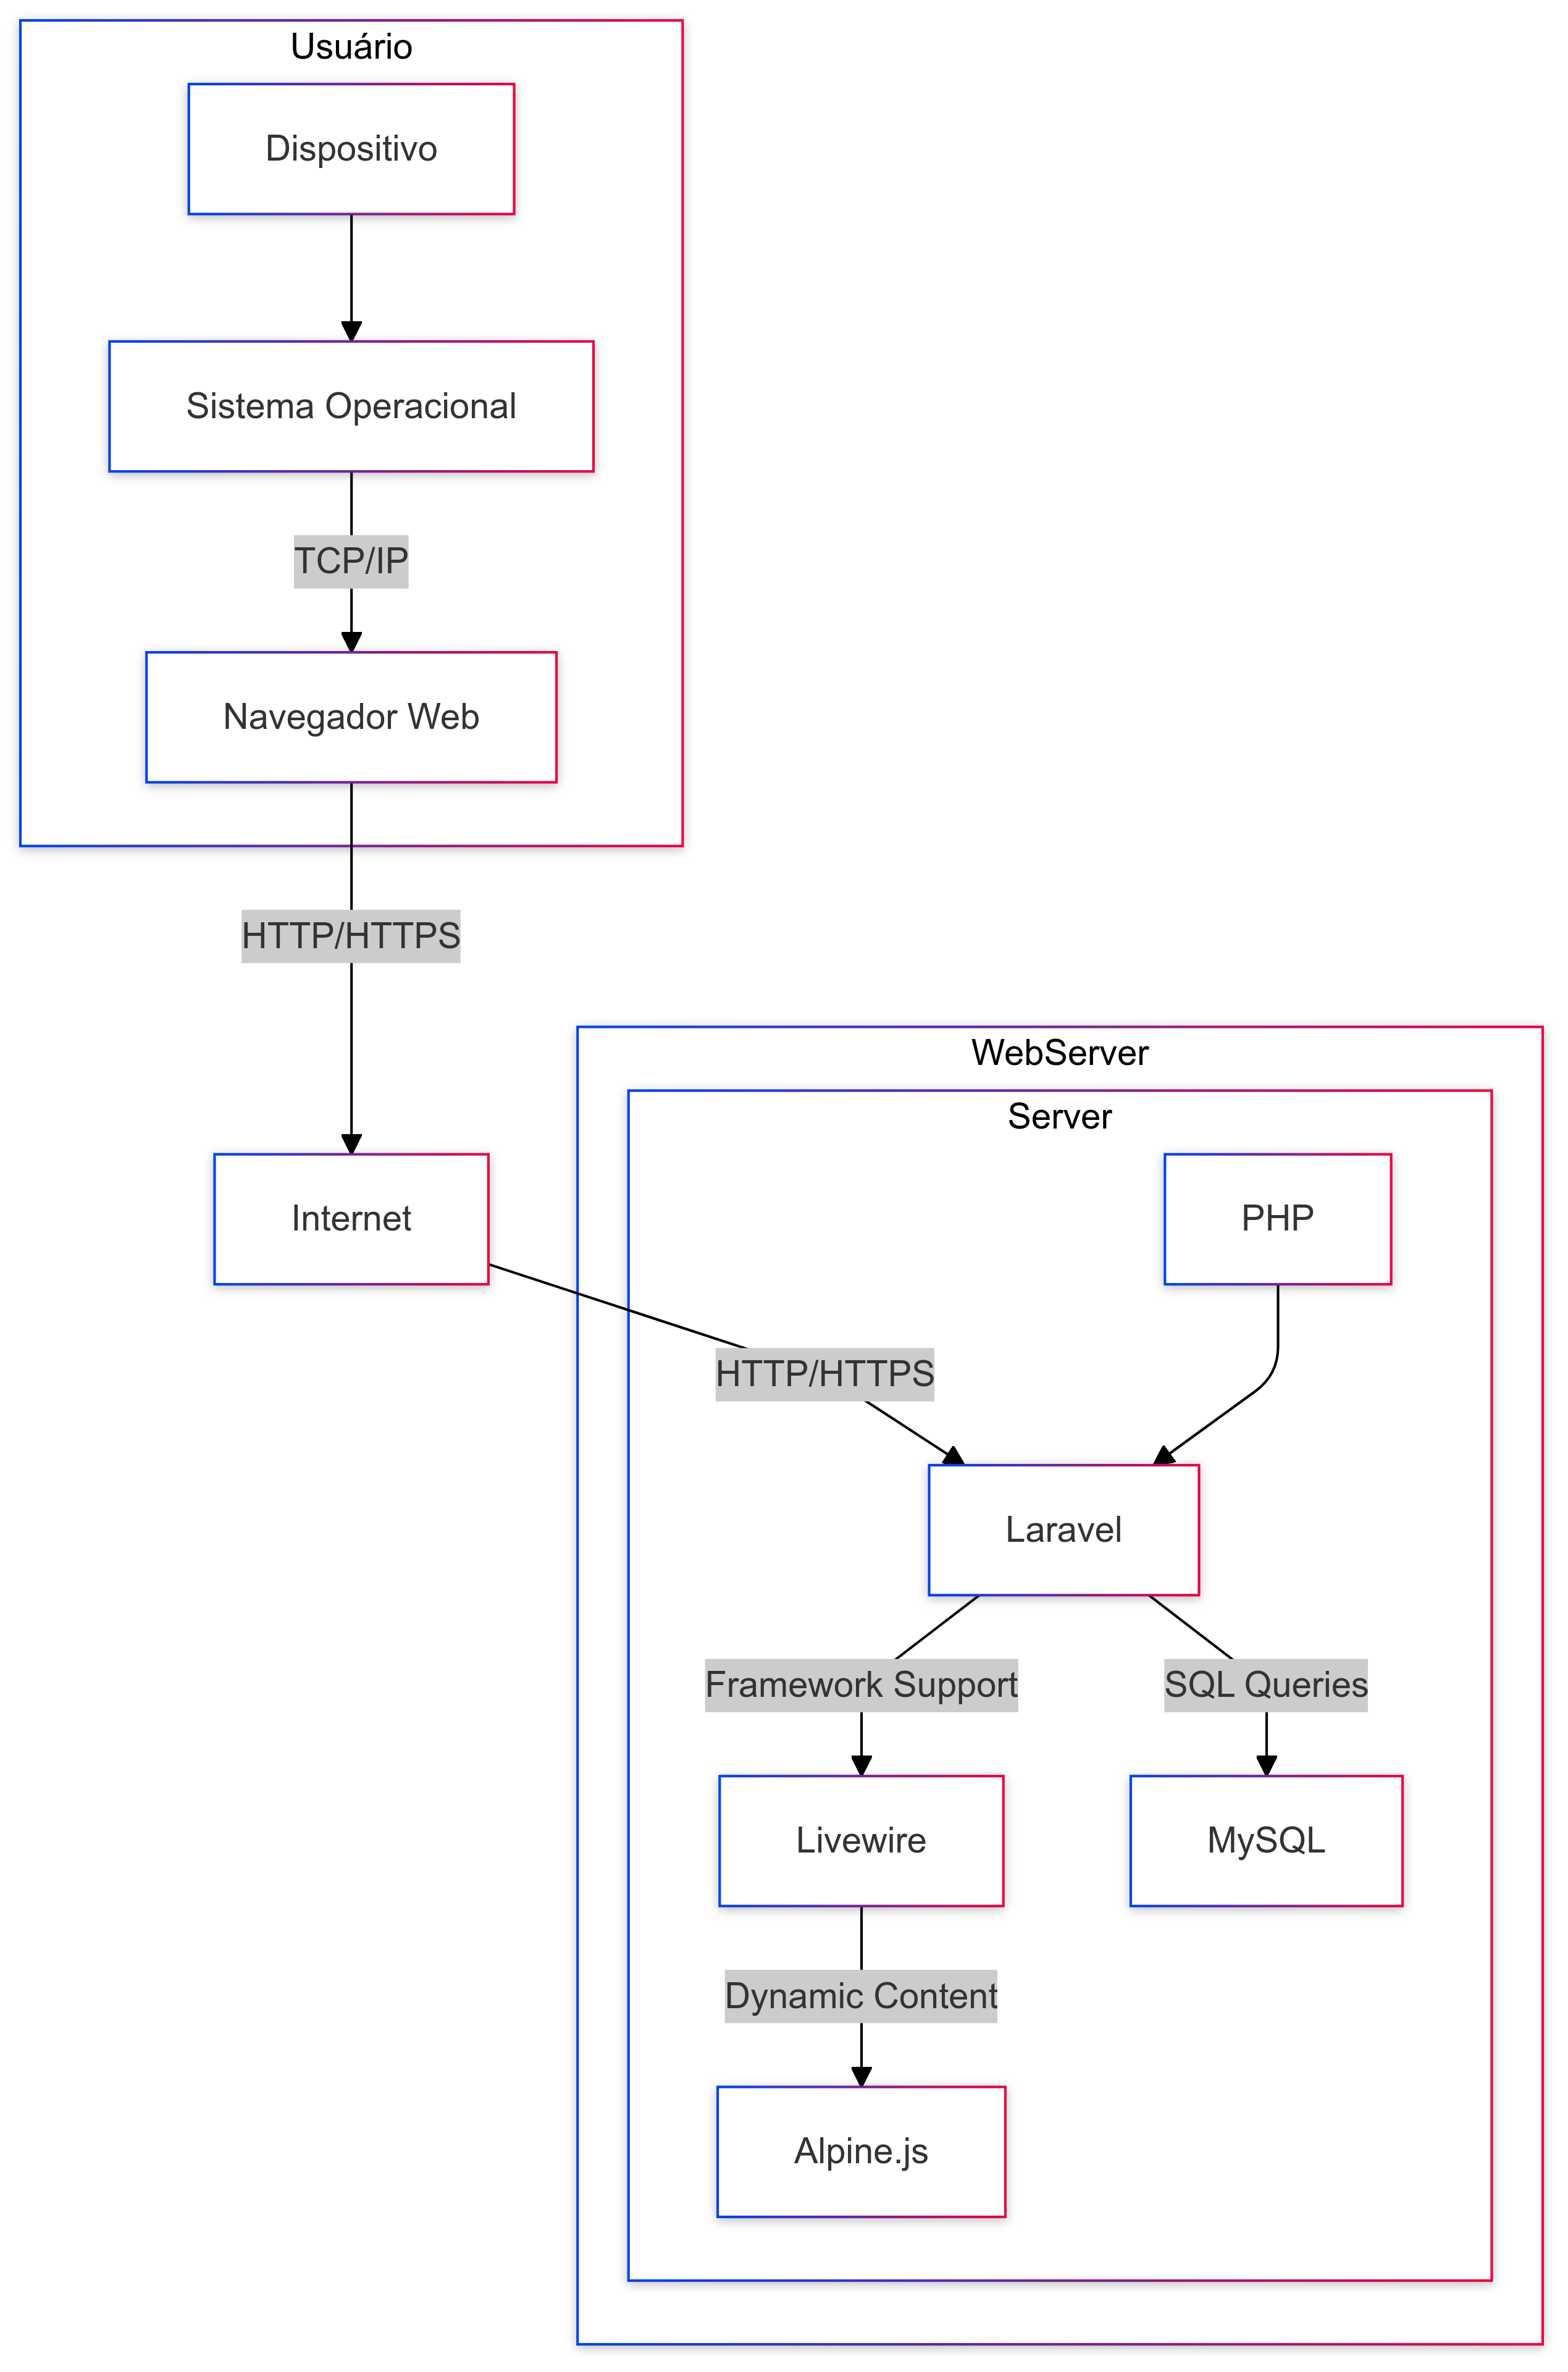 Usuário
Dispositivo
Sistema Operacional
TCP/IP
Navegador Web
HTTP/HTTPS
WebServer
Server
Internet
PHP
HTTP/HTTPS
Laravel
Framework Support
SQL Queries
Livewire
MySQL
Dynamic Content
Alpine.js